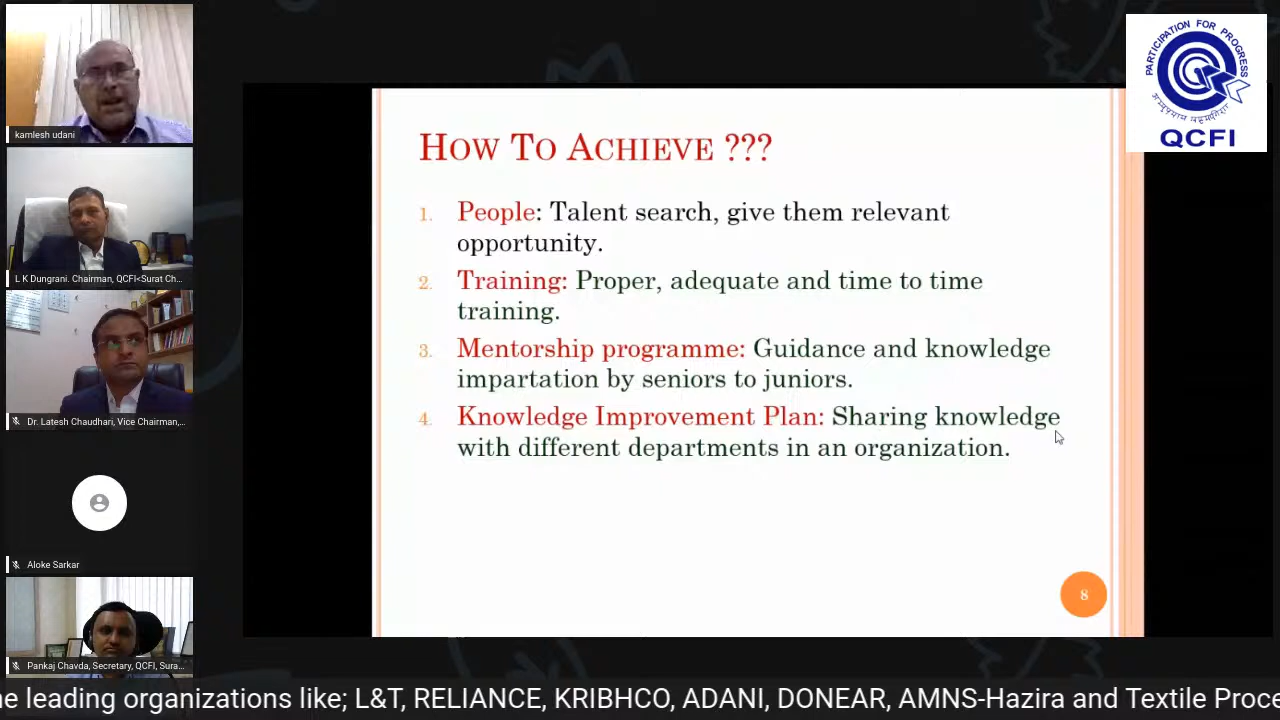 kamlesh udani
L K Dungrani. Chairman, QCFI<Surat Ch...
Dr. Latesh Chaudhari, Vice Chairman,...
Aloke Sarkar
Pankaj Chavda, Secretary, QCFI, Sura...
HOW TO ACHIEVE ???
1. People: Talent search, give them relevant
opportunity.
2. Training: Proper, adequate and time to time
training.
3. Mentorship programme: Guidance and knowledge
impartation by seniors to juniors.
4. Knowledge Improvement Plan: Sharing knowledge
with different departments in an organization.
8
PARTICIPATION FOR PROGRESS
QCFI
ne leading organizations like; L&T, RELIANCE, KRIBHCO, ADANI, DONEAR, AMNS-Hazira and Textile Proce